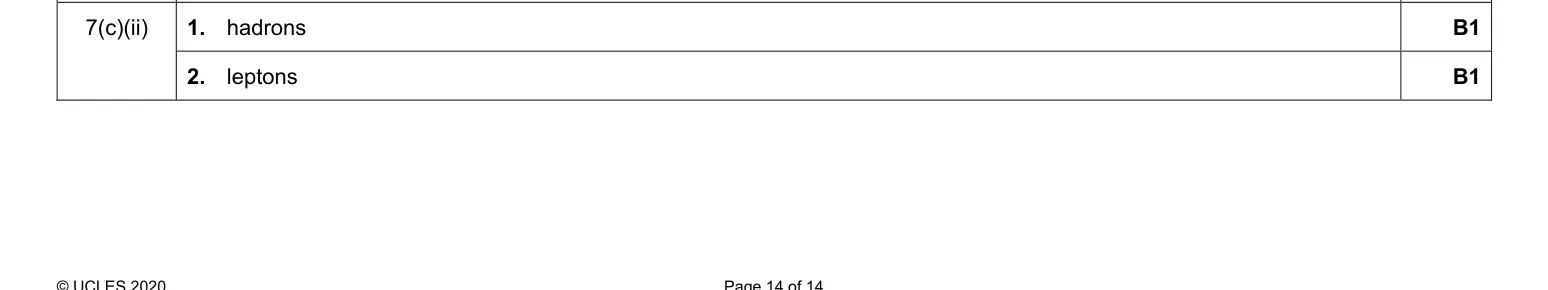 7(c)(ii) 1. hadrons B1
2. leptons B1
© UCLES 2020 Page 14 of 14